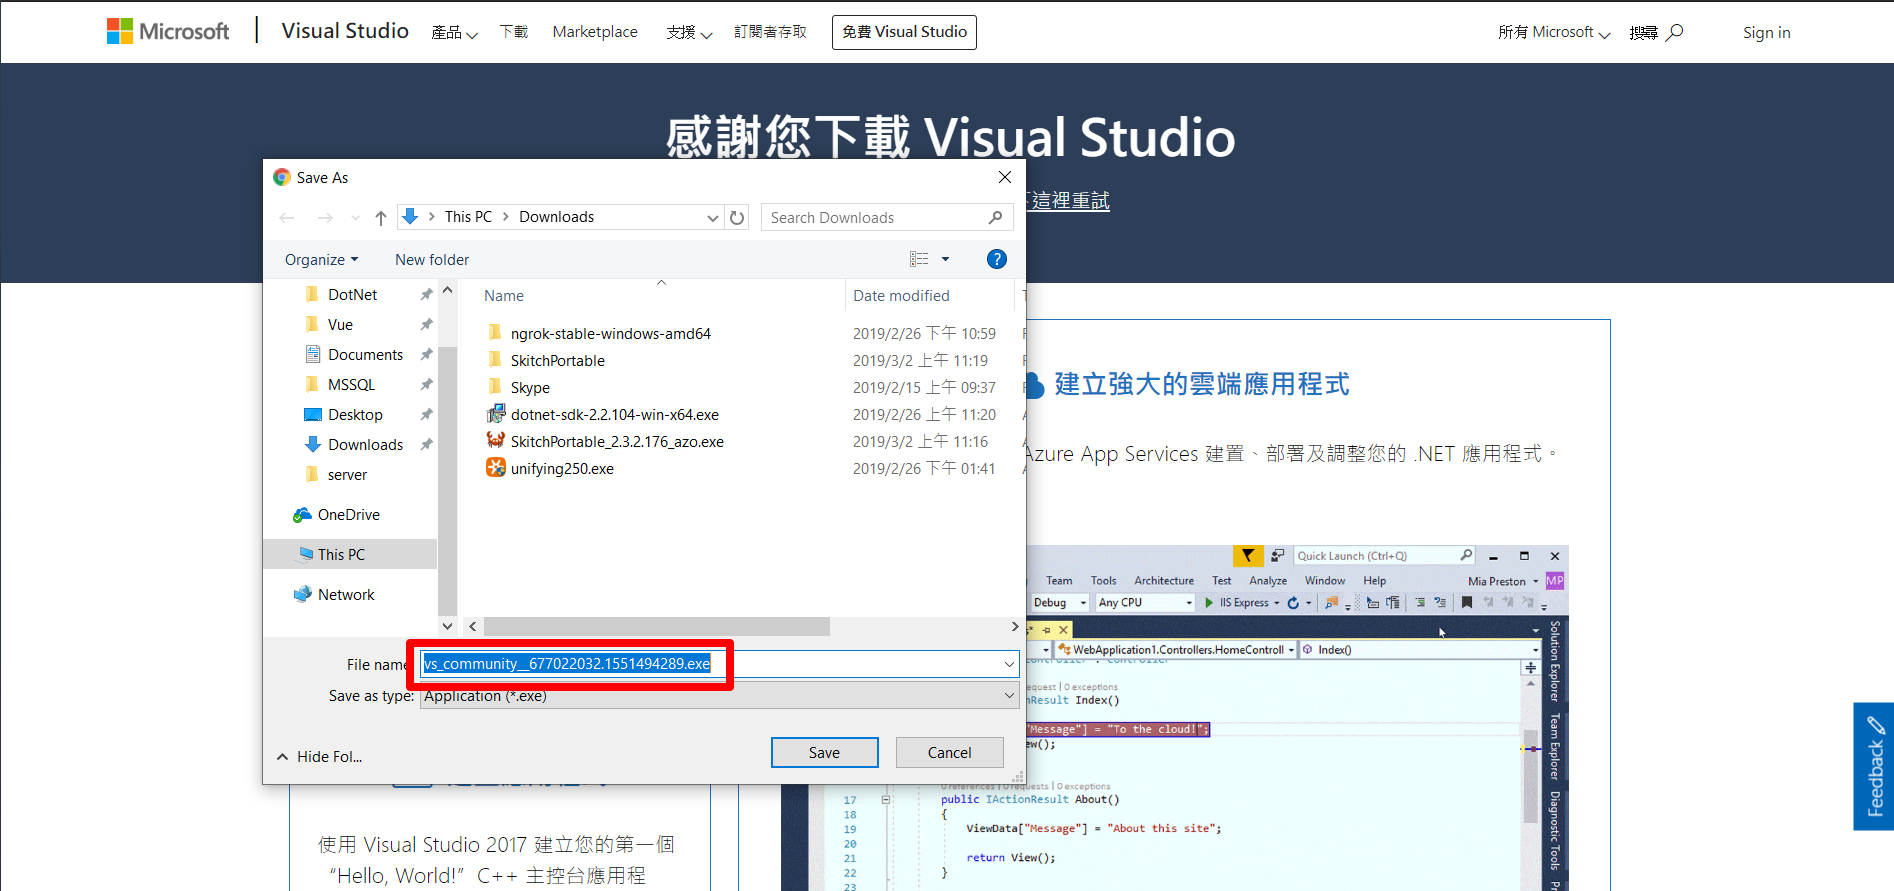 Microsoft
Visual Studio
產品
下載
Marketplace
支援
訂閱者存取
免費 Visual Studio
所有 Microsoft
搜尋
Sign in
感謝您下載 Visual Studio
這裡重試
Save As
This PC
Downloads
Search Downloads
Organize
New folder
?
DotNet
Vue
Documents
MSSQL
Desktop
Downloads
server
OneDrive
This PC
Network
Name
Date modified
ngrok-stable-windows-amd64
2019/2/26 下午 10:59
SkitchPortable
2019/3/2 上午 11:19
Skype
2019/2/15 上午 09:37
dotnet-sdk-2.2.104-win-x64.exe
2019/2/26 上午 11:20
SkitchPortable_2.3.2.176_azo.exe
2019/3/2 上午 11:16
unifying250.exe
2019/2/26 下午 01:41
File name
vs_community__677022032.1551494289.exe
Save as type:
Application (*.exe)
Hide Fol...
Save
Cancel
建立強大的雲端應用程式
Azure App Services 建置、部署及調整您的 .NET 應用程式。
Quick Launch (Ctrl+Q)
Team
Tools
Architecture
Test
Analyze
Window
Help
Mia Preston
MP
Debug
Any CPU
IIS Express
WebApplication1.Controllers.HomeControll
Index()
request | 0 exceptions
Result Index()
Message"] = "To the cloud!";
ew();
0 references | 0 requests | 0 exceptions
17
public IActionResult About()
18
{
19
ViewData["Message"] = "About this site";
20
21
return View();
22
}
23
Solution Explorer
Team Explorer
Diagnostic Tools
Feedback
使用 Visual Studio 2017 建立您的第一個
“Hello, World!” C++ 主控台應用程